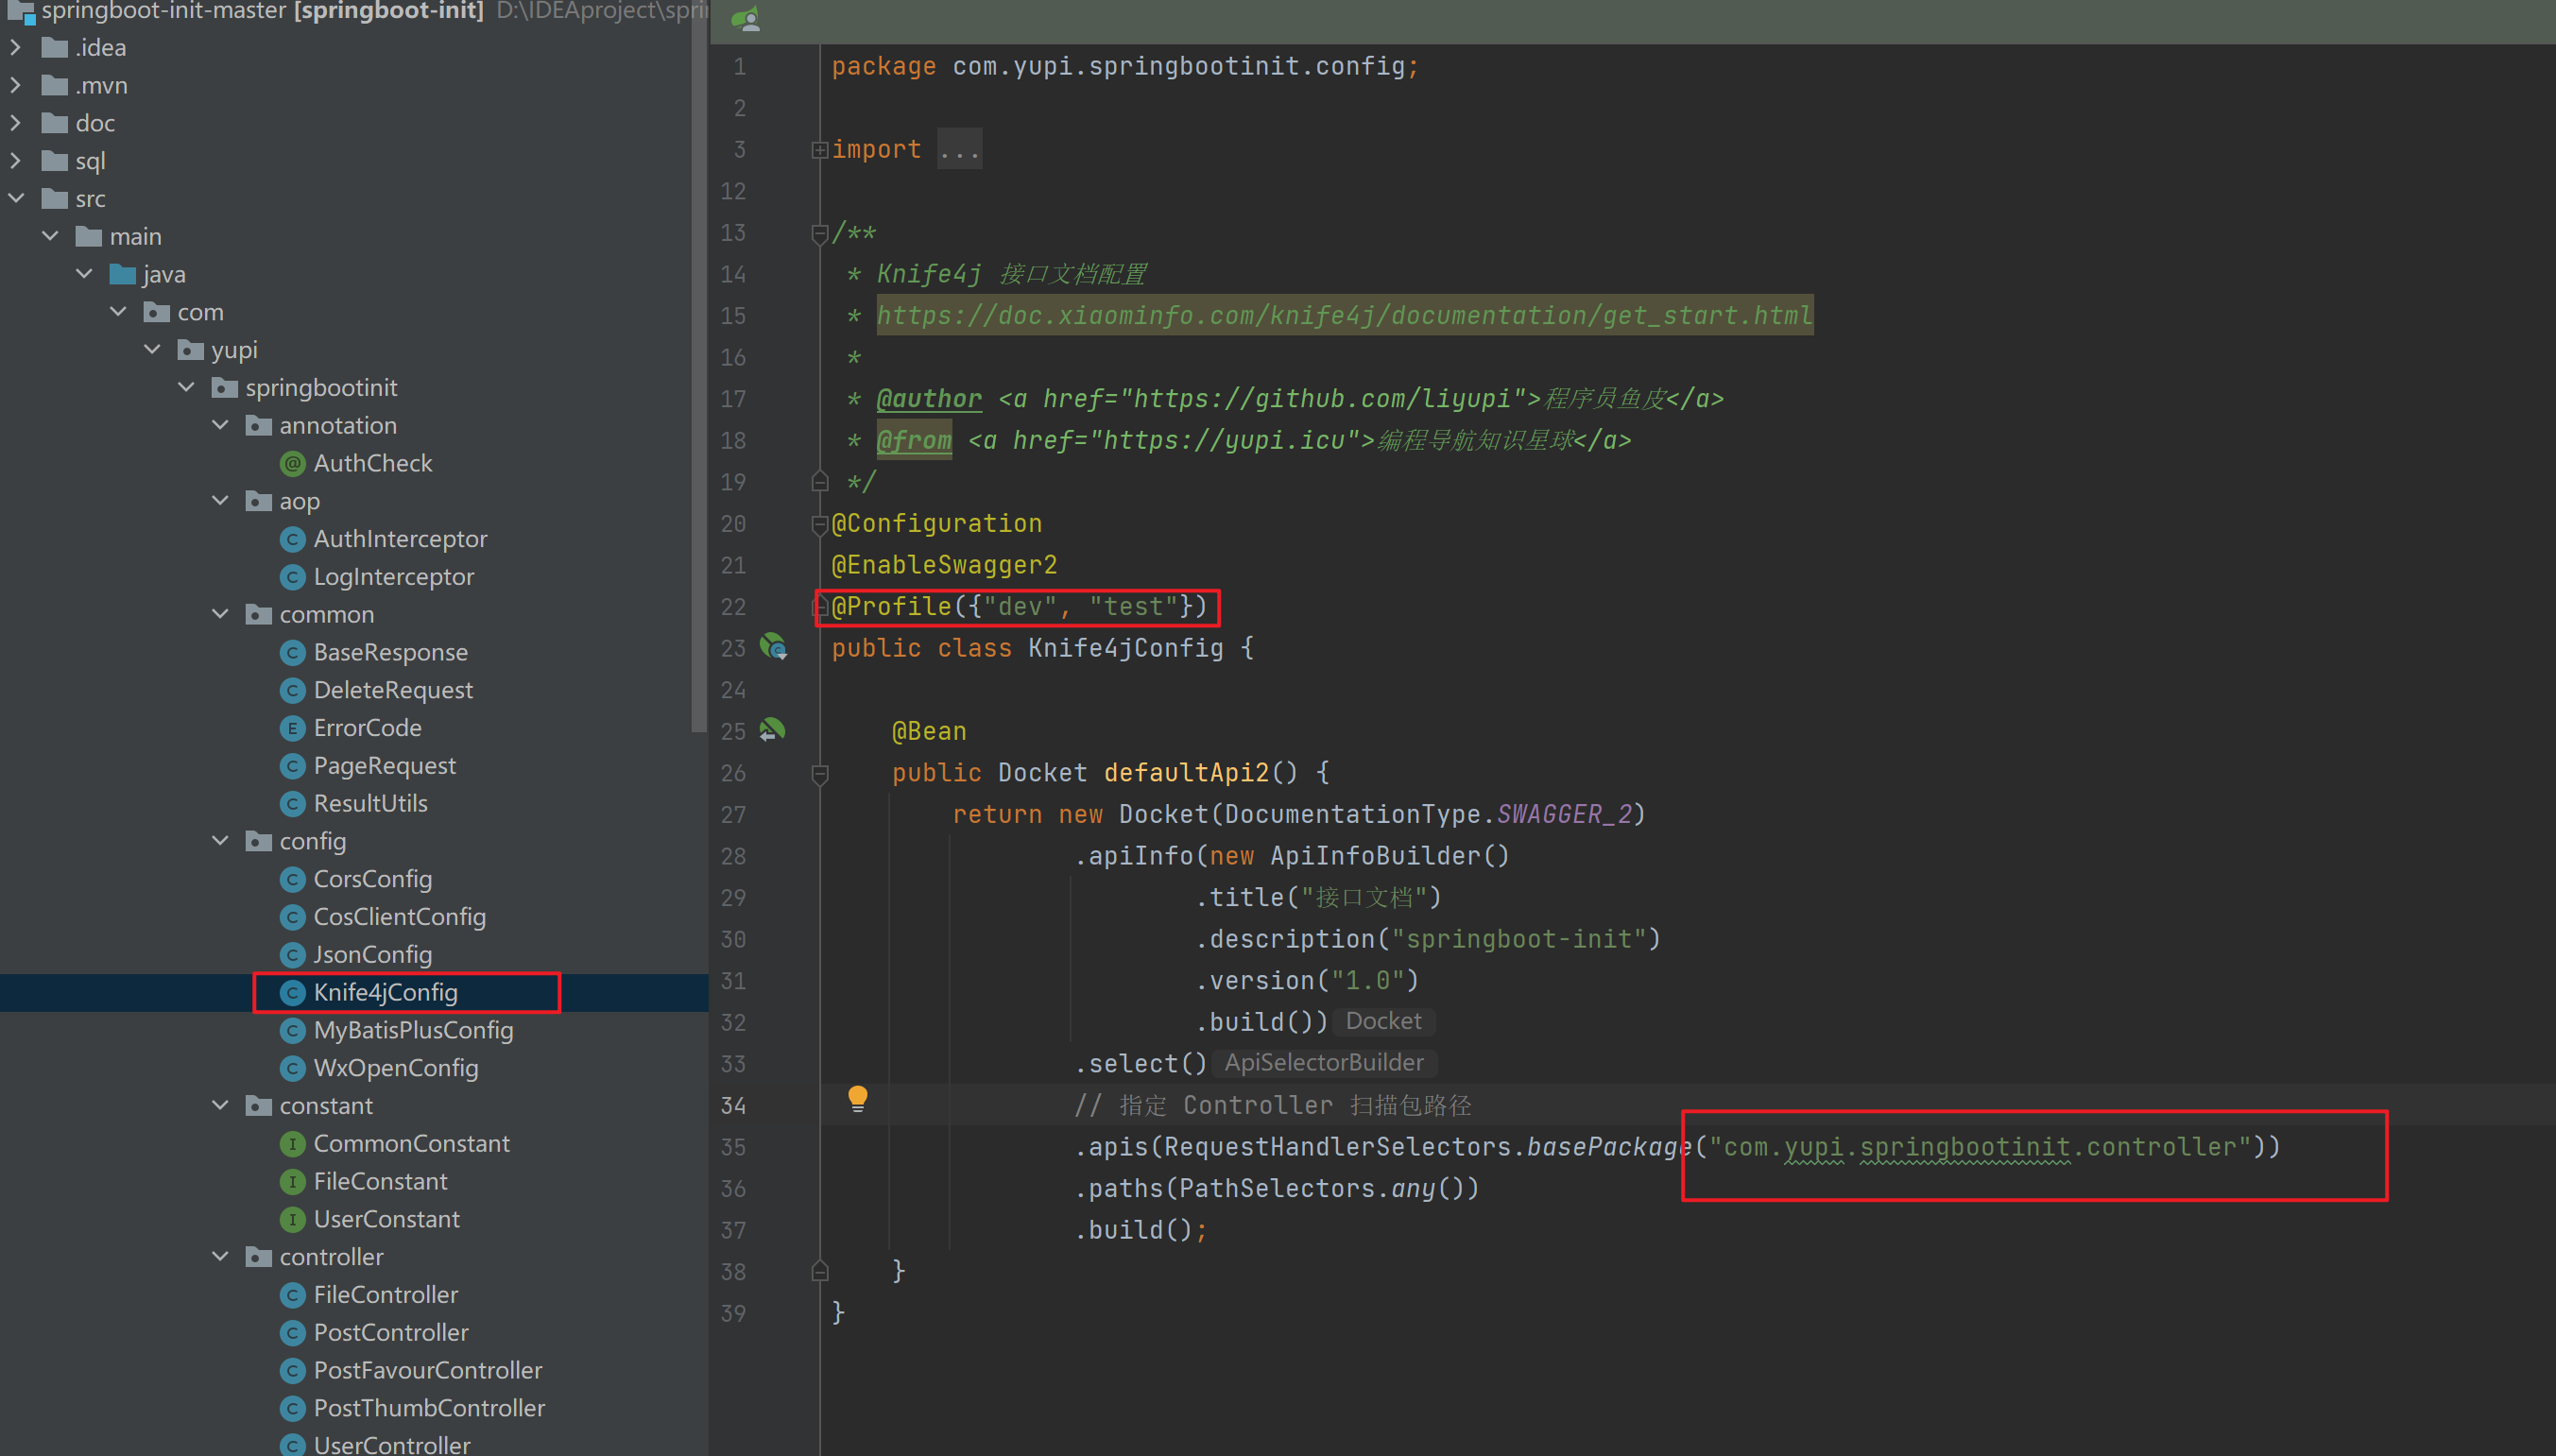 springboot-init-master [springboot-init] D:\IDEAproject\spri
.idea
.mvn
doc
sql
src
main
java
com
yupi
springbootinit
annotation
AuthCheck
aop
AuthInterceptor
LogInterceptor
common
BaseResponse
DeleteRequest
ErrorCode
PageRequest
ResultUtils
config
CorsConfig
CosClientConfig
JsonConfig
Knife4jConfig
MyBatisPlusConfig
WxOpenConfig
constant
CommonConstant
FileConstant
UserConstant
controller
FileController
PostController
PostFavourController
PostThumbController
UserController
1 package com.yupi.springbootinit.config;
2
3 import ...
12
13 /**
14 * Knife4j 接口文档配置
15 * https://doc.xiaominfo.com/knife4j/documentation/get_start.html
16 *
17 * @author <a href="https://github.com/liyupi">程序员鱼皮</a>
18 * @from <a href="https://yupi.icu">编程导航知识星球</a>
19 */
20 @Configuration
21 @EnableSwagger2
22 @Profile({"dev", "test"})
23 public class Knife4jConfig {
24
25 @Bean
26 public Docket defaultApi2() {
27 return new Docket(DocumentationType.SWAGGER_2)
28 .apiInfo(new ApiInfoBuilder()
29 .title("接口文档")
30 .description("springboot-init")
31 .version("1.0")
32 .build()) Docket
33 .select() ApiSelectorBuilder
34 // 指定 Controller 扫描包路径
35 .apis(RequestHandlerSelectors.basePackage("com.yupi.springbootinit.controller"))
36 .paths(PathSelectors.any())
37 .build();
38 }
39 }